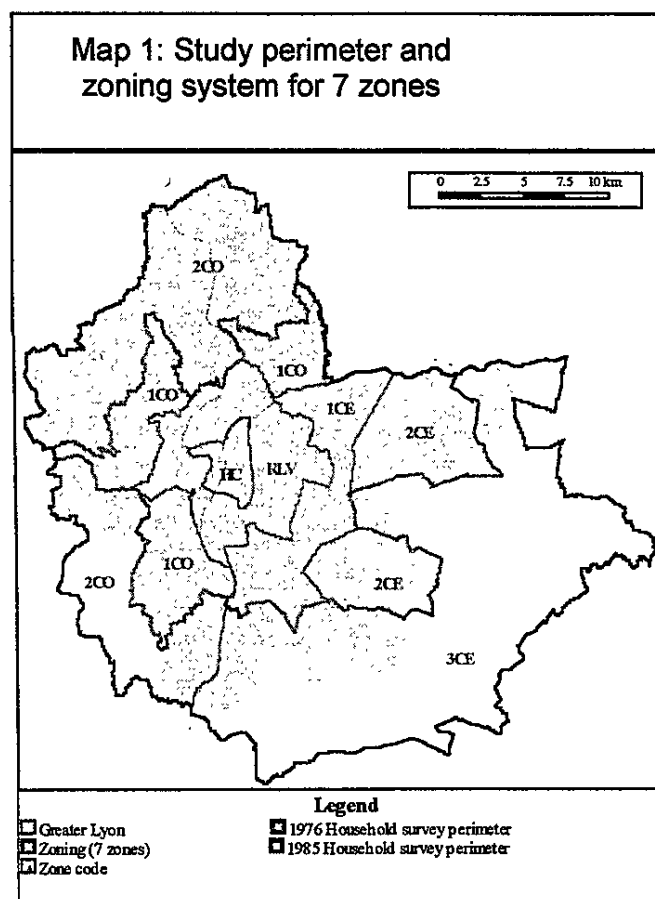 Map 1: Study perimeter and
zoning system for 7 zones
0 2.5 5 7.5 10 km
2CO
1CO
1CO
1CE
2CE
HC
RLV
2CO
1CO
2CE
3CE
Legend
Greater Lyon
1976 Household survey perimeter
Zoning (7 zones)
1985 Household survey perimeter
Zone code